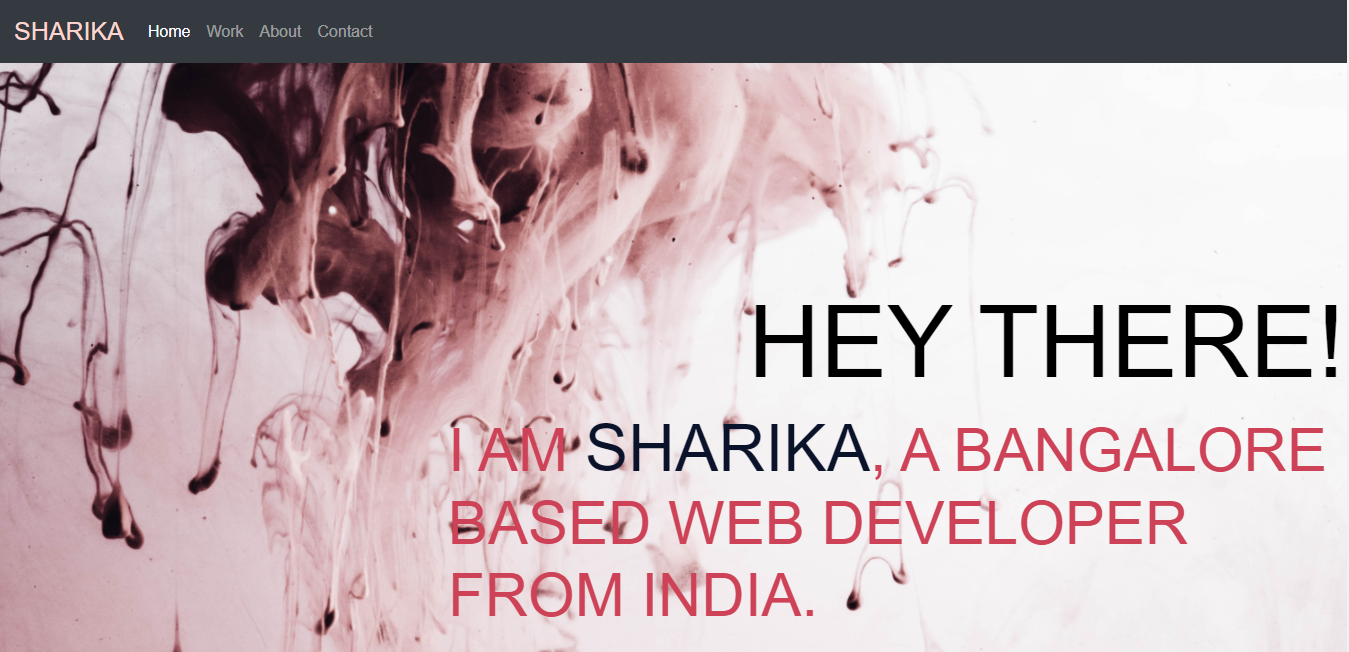 SHARIKA Home Work About Contact
HEY THERE!
I AM SHARIKA, A BANGALORE
BASED WEB DEVELOPER
FROM INDIA.